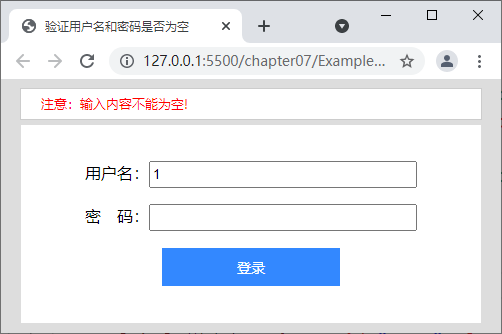 验证用户名和密码是否为空
127.0.0.1:5500/chapter07/Example...
注意：输入内容不能为空!
用户名：1
密　码：
登录